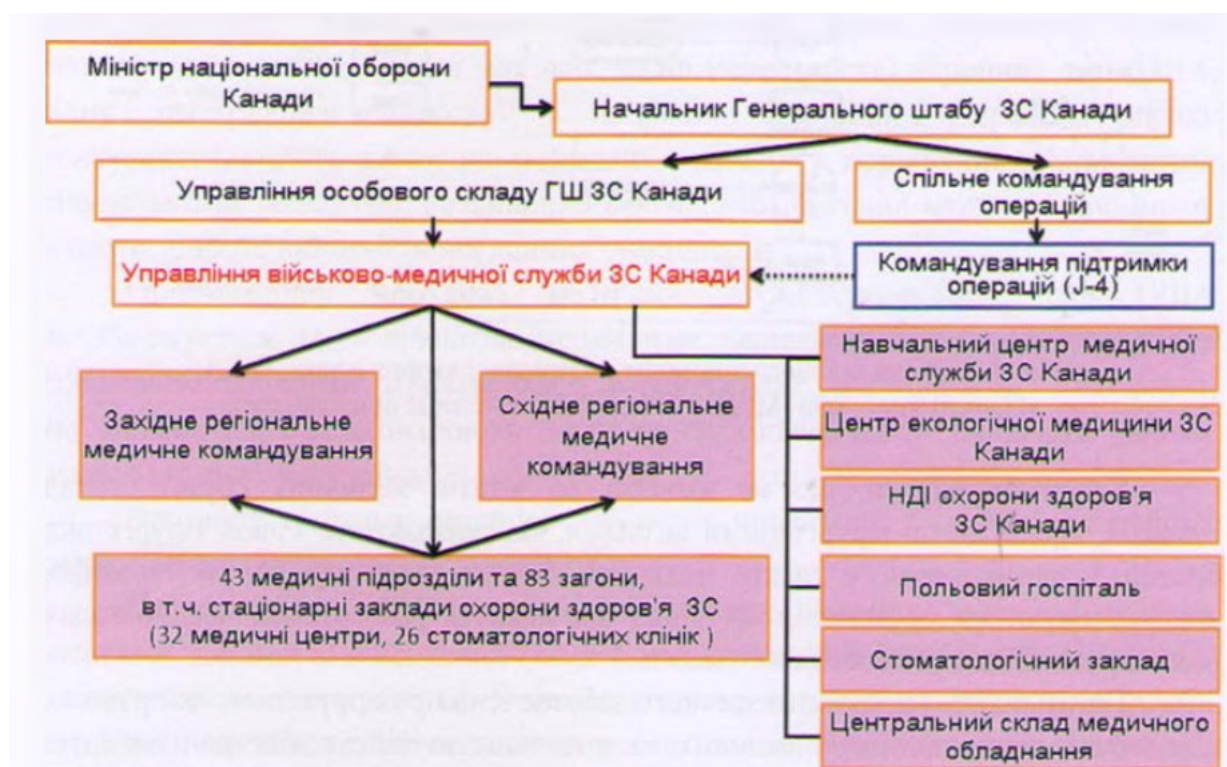 Міністр національної оборони
Канади
Начальник Генерального штабу ЗС Канади
Управління особового складу ГШ ЗС Канади
Спільне командування
операцій
Управління військово-медичної служби ЗС Канади
Командування підтримки
операцій (J-4)
Західне регіональне
медичне командування
Східне регіональне
медичне
командування
43 медичні підрозділи та 83 загони,
в т.ч. стаціонарні заклади охорони здоров'я ЗС
(32 медичні центри, 26 стоматологічних клінік )
Навчальний центр медичної
служби ЗС Канади
Центр екологічної медицини ЗС
Канади
НДІ охорони здоров'я
ЗС Канади
Польовий госпіталь
Стоматологічний заклад
Центральний склад медичного
обладнання